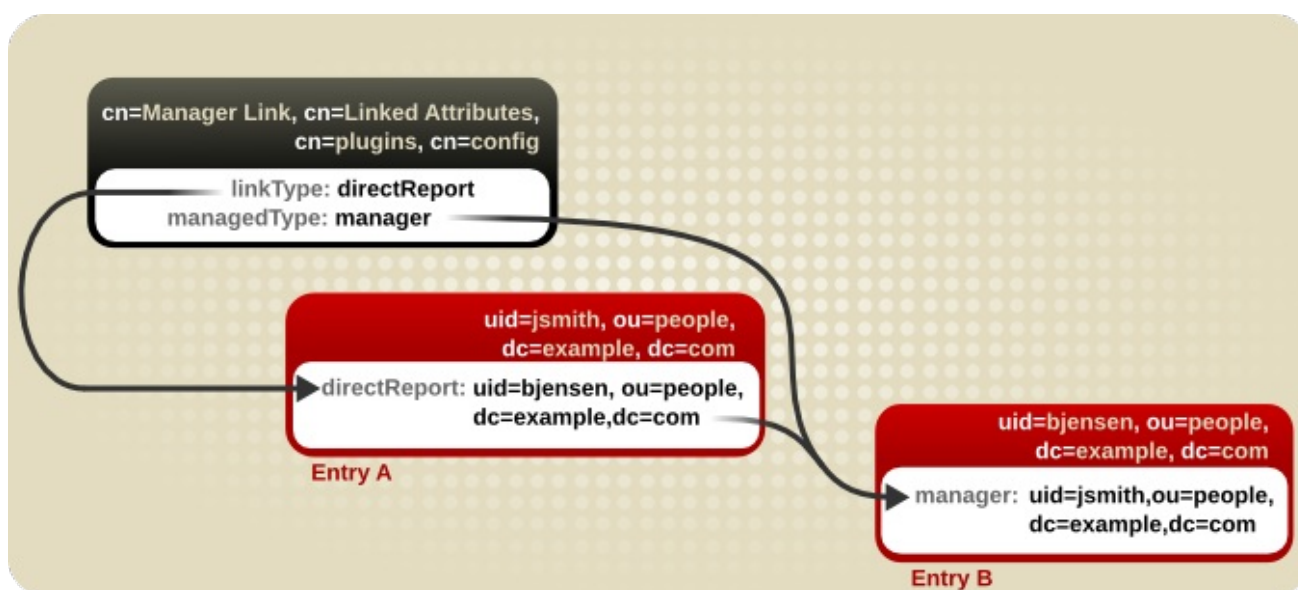 cn=Manager Link, cn=Linked Attributes,
cn=plugins, cn=config
linkType: directReport
managedType: manager
uid=jsmith, ou=people,
dc=example, dc=com
directReport: uid=bjensen, ou=people,
dc=example,dc=com
Entry A
uid=bjensen, ou=people,
dc=example, dc=com
manager: uid=jsmith,ou=people,
dc=example,dc=com
Entry B